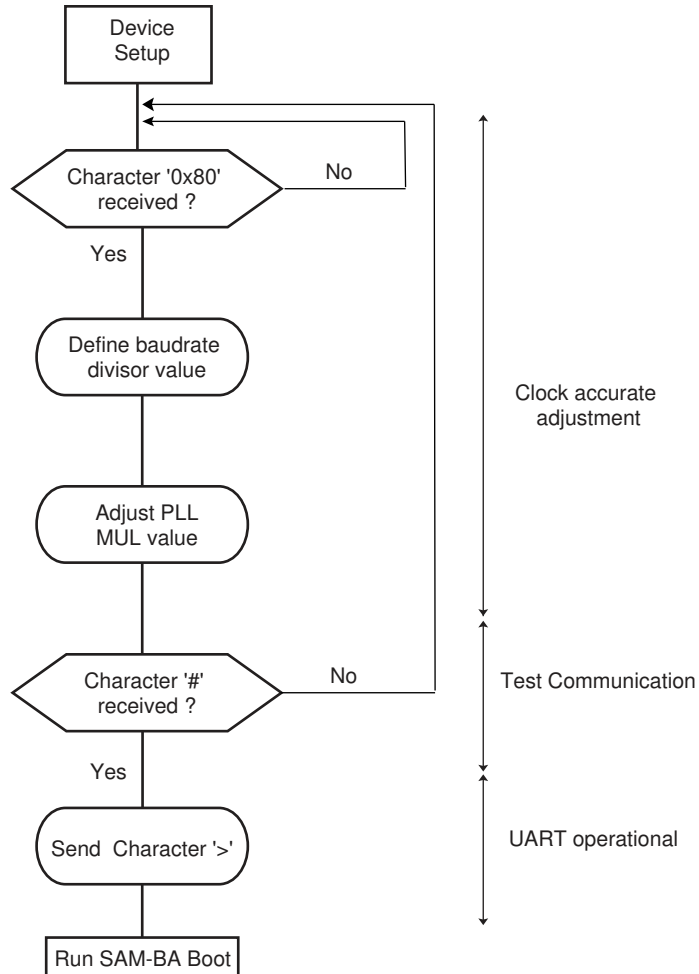 Device
Setup
Character '0x80'
received ?
No
Yes
Define baudrate
divisor value
Clock accurate
adjustment
Adjust PLL
MUL value
Character '#'
received ?
No
Test Communication
Yes
Send  Character '>'
UART operational
Run SAM-BA Boot